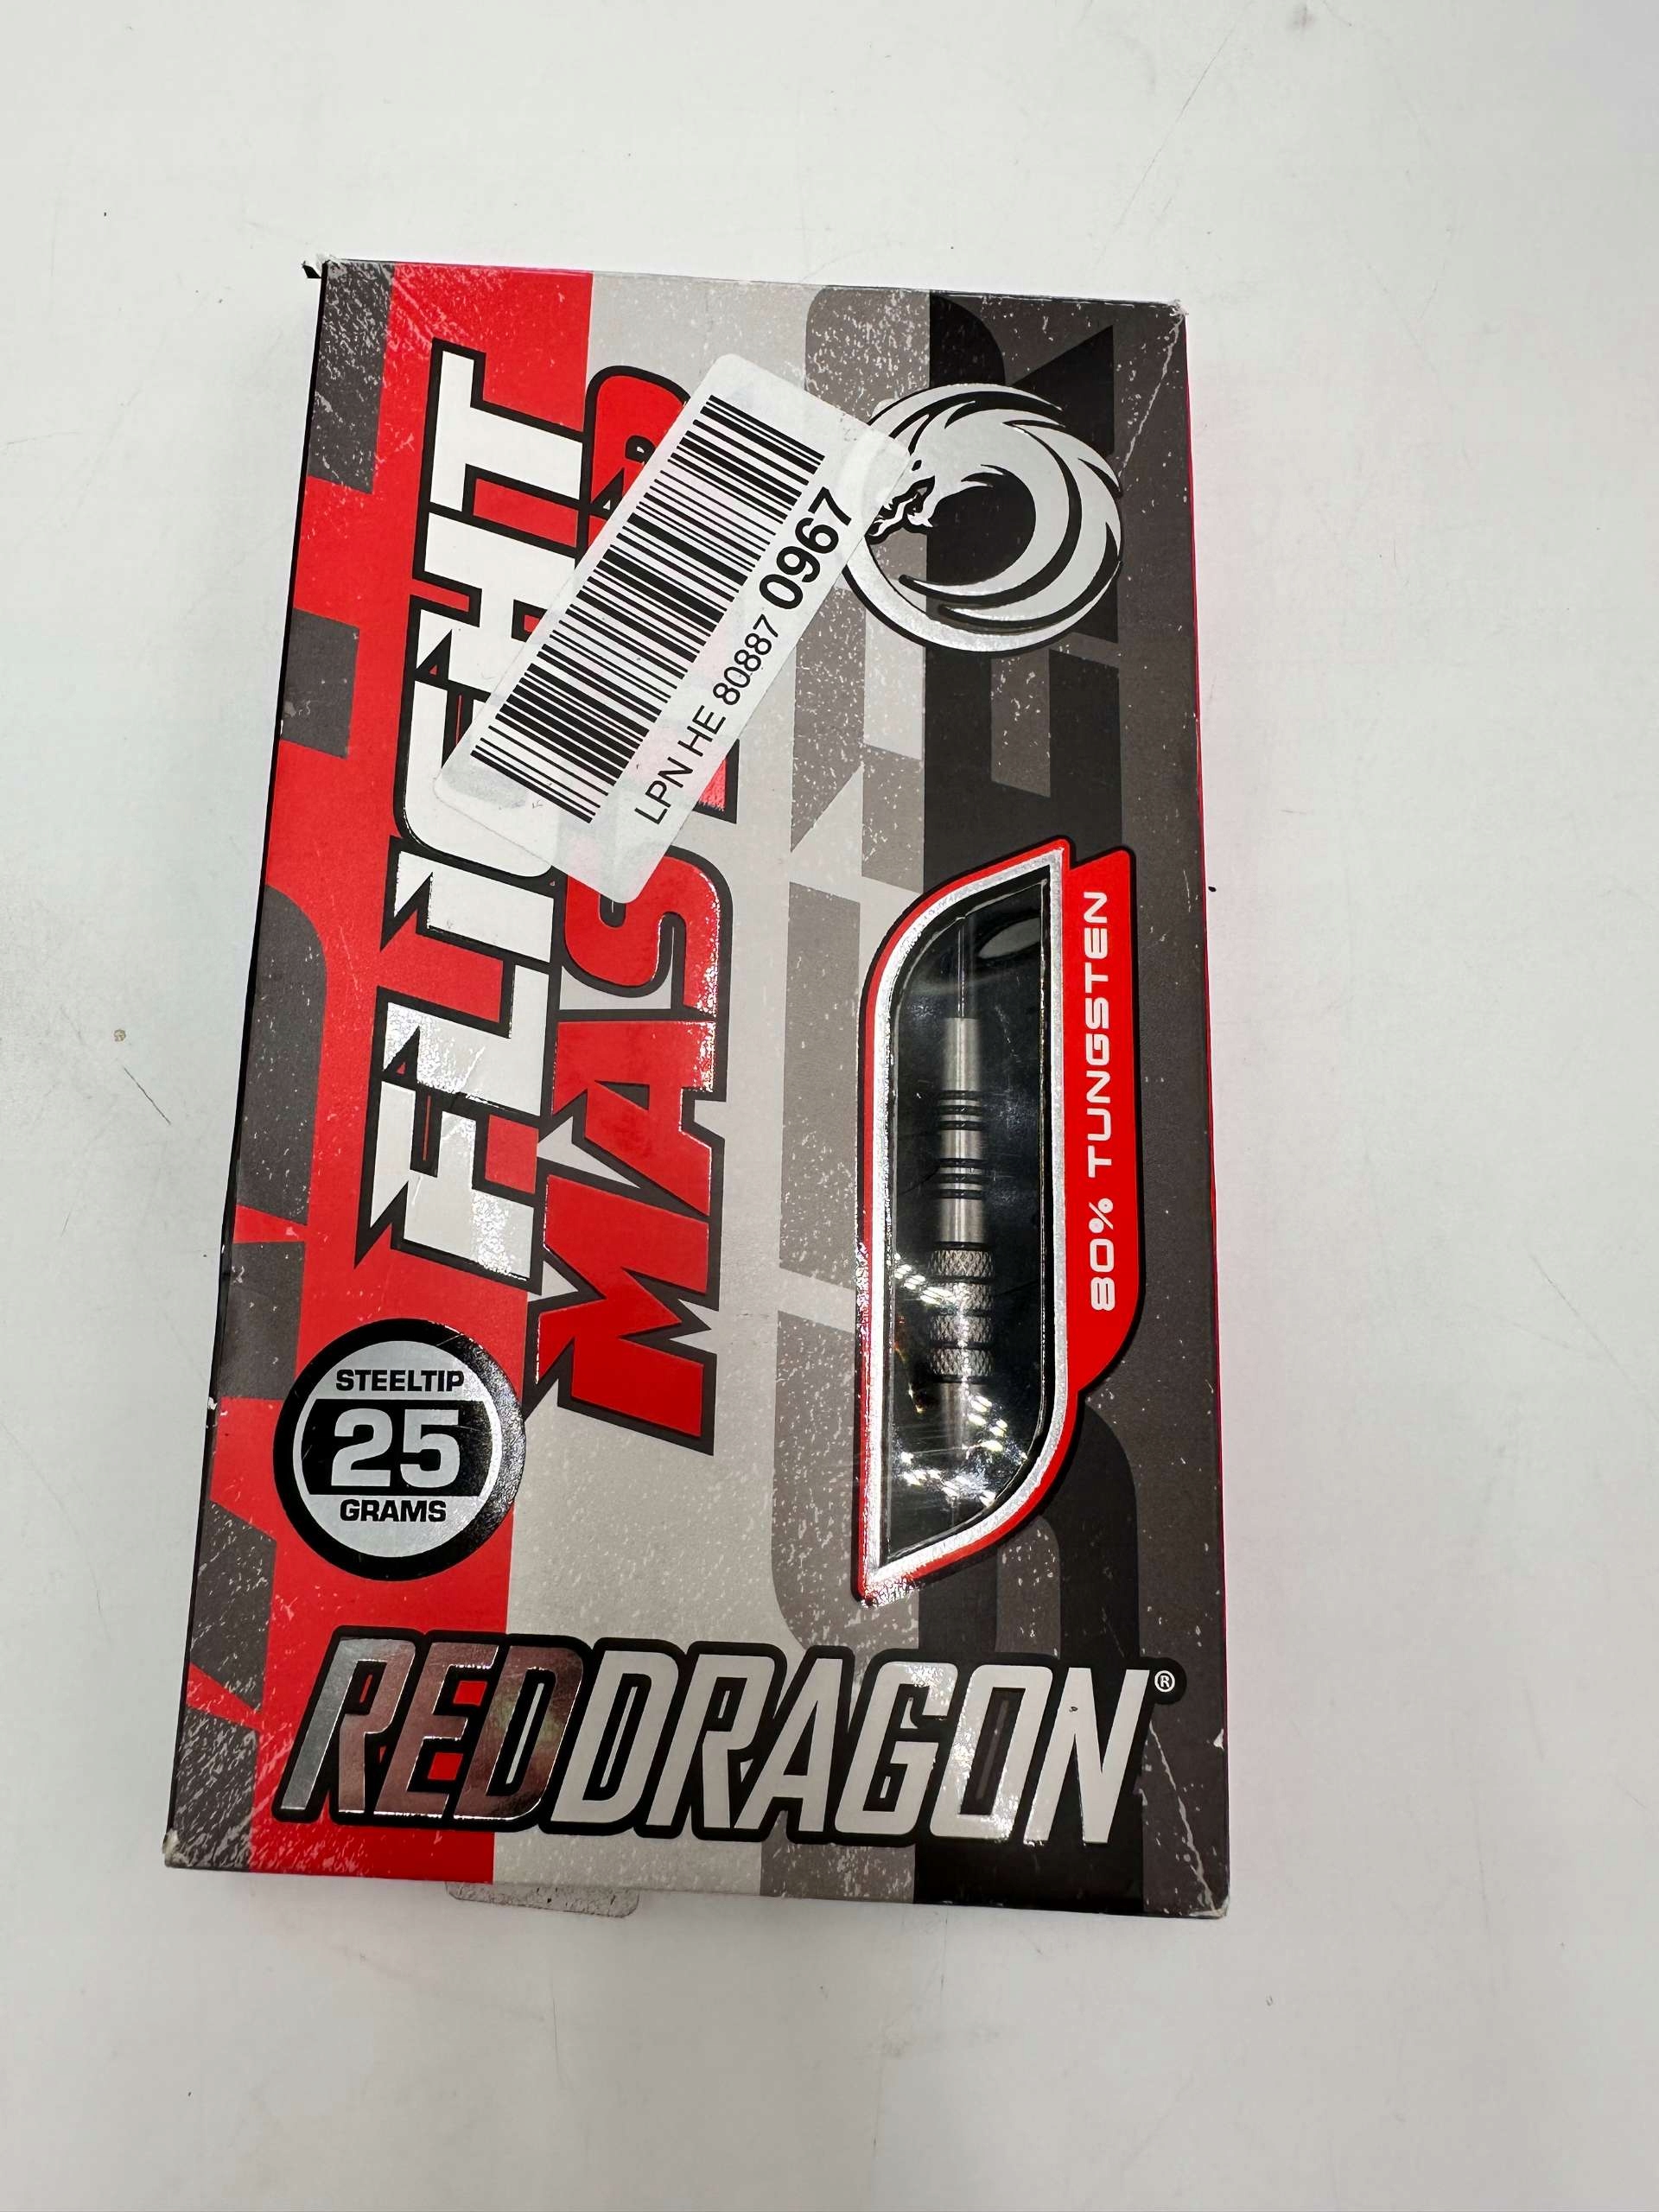 FLIGHT
STEELTIP
25
GRAMS
LPN HE 80887 0967
80% TUNGSTEN
REDDRAGON®